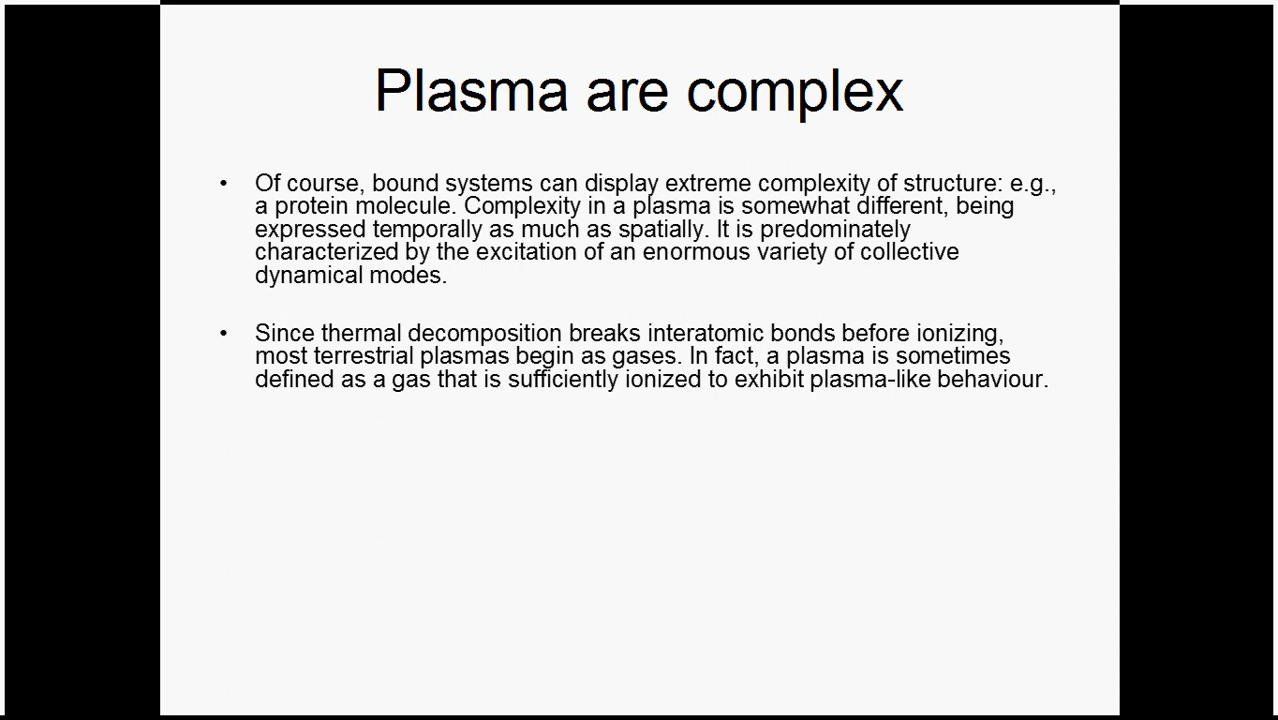 Plasma are complex
• Of course, bound systems can display extreme complexity of structure: e.g.,
a protein molecule. Complexity in a plasma is somewhat different, being
expressed temporally as much as spatially. It is predominately
characterized by the excitation of an enormous variety of collective
dynamical modes.
• Since thermal decomposition breaks interatomic bonds before ionizing,
most terrestrial plasmas begin as gases. In fact, a plasma is sometimes
defined as a gas that is sufficiently ionized to exhibit plasma-like behaviour.